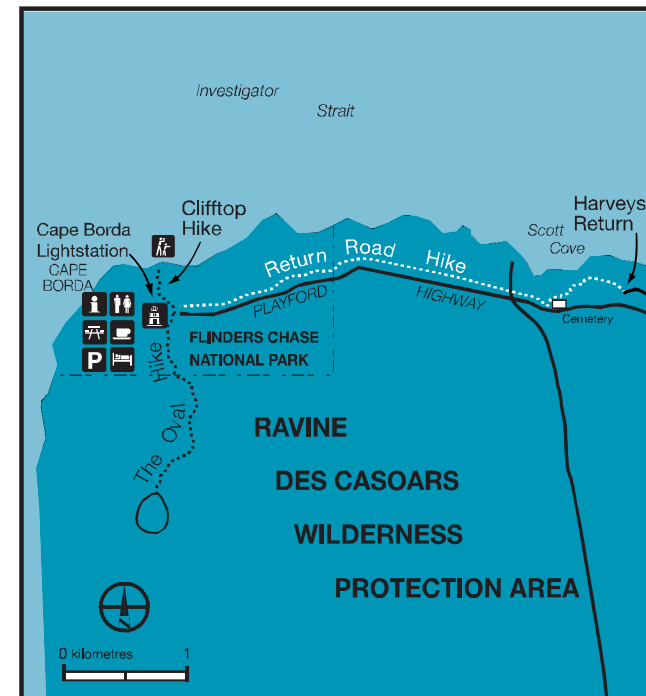 Investigator
Strait
Clifftop
Hike
Harveys
Return
Cape Borda
Lightstation
CAPE
BORDA
Scott
Cove
Return Road Hike
PLAYFORD HIGHWAY
Cemetery
i
P
FLINDERS CHASE
NATIONAL PARK
The Oval Hike
RAVINE
DES CASOARS
WILDERNESS
PROTECTION AREA
0 kilometres 1